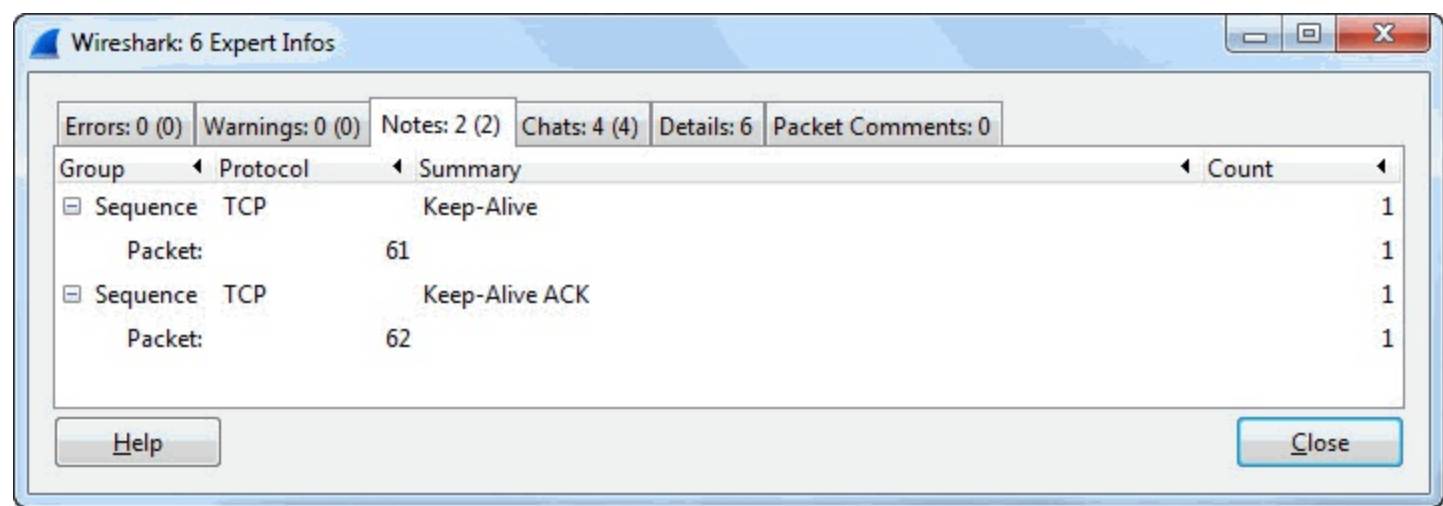 Wireshark: 6 Expert Infos
Errors: 0 (0) Warnings: 0 (0) Notes: 2 (2) Chats: 4 (4) Details: 6 Packet Comments: 0
Group Protocol Summary Count
Sequence TCP Keep-Alive 1
Packet: 61 1
Sequence TCP Keep-Alive ACK 1
Packet: 62 1
Help Close